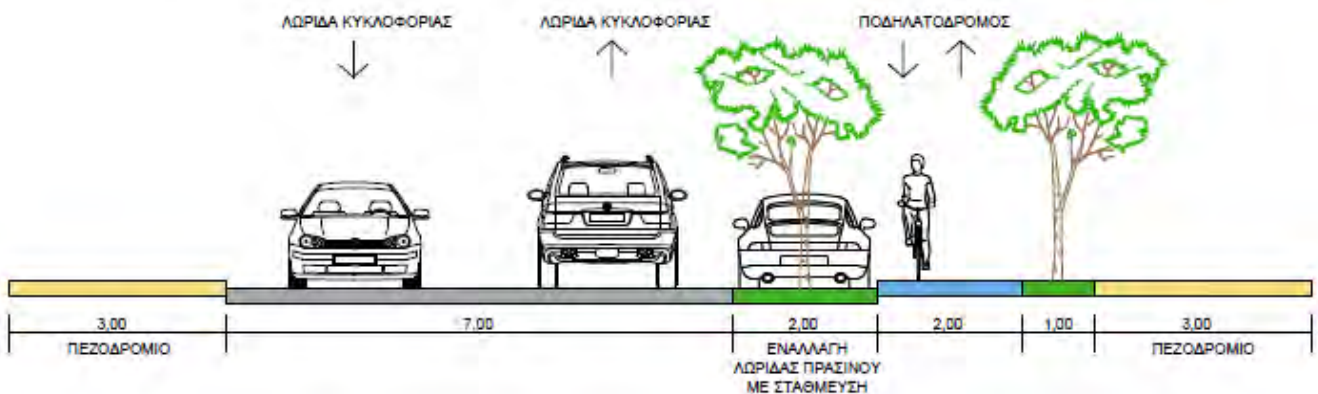 ΛΩΡΙΔΑ ΚΥΚΛΟΦΟΡΙΑΣ
ΛΩΡΙΔΑ ΚΥΚΛΟΦΟΡΙΑΣ
ΠΟΔΗΛΑΤΟΔΡΟΜΟΣ
3,00
7,00
2,00
2,00
1,00
3,00
ΠΕΖΟΔΡΟΜΙΟ
ΕΝΑΛΛΑΓΗ
ΛΩΡΙΔΑΣ ΠΡΑΣΙΝΟΥ
ΜΕ ΣΤΑΘΜΕΥΣΗ
ΠΕΖΟΔΡΟΜΙΟ